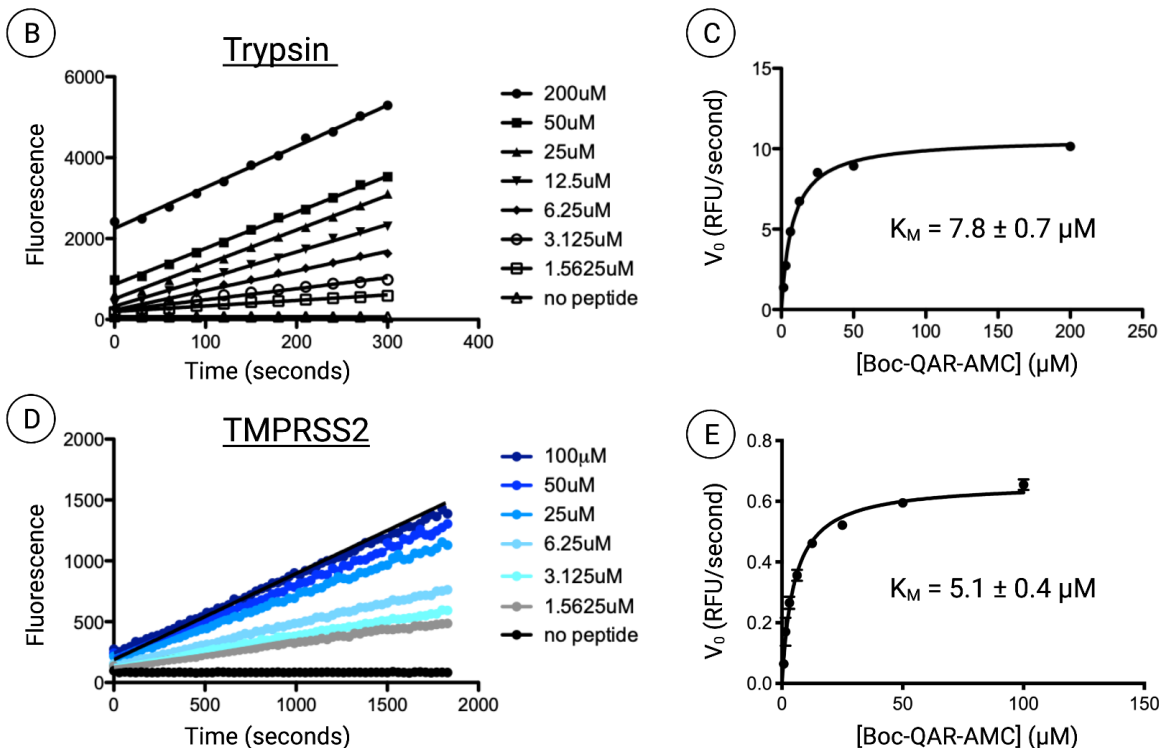 B
Trypsin
6000
4000
2000
0
Fluorescence
0 100 200 300 400
Time (seconds)
200uM
50uM
25uM
12.5uM
6.25uM
3.125uM
1.5625uM
no peptide
C
15
10
5
0
V0 (RFU/second)
KM = 7.8 ± 0.7 µM
0 50 100 150 200 250
[Boc-QAR-AMC] (µM)
D
TMPRSS2
2000
1500
1000
500
0
Fluorescence
0 500 1000 1500 2000
Time (seconds)
100µM
50uM
25uM
6.25uM
3.125uM
1.5625uM
no peptide
E
0.8
0.6
0.4
0.2
0.0
V0 (RFU/second)
KM = 5.1 ± 0.4 µM
0 50 100 150
[Boc-QAR-AMC] (µM)